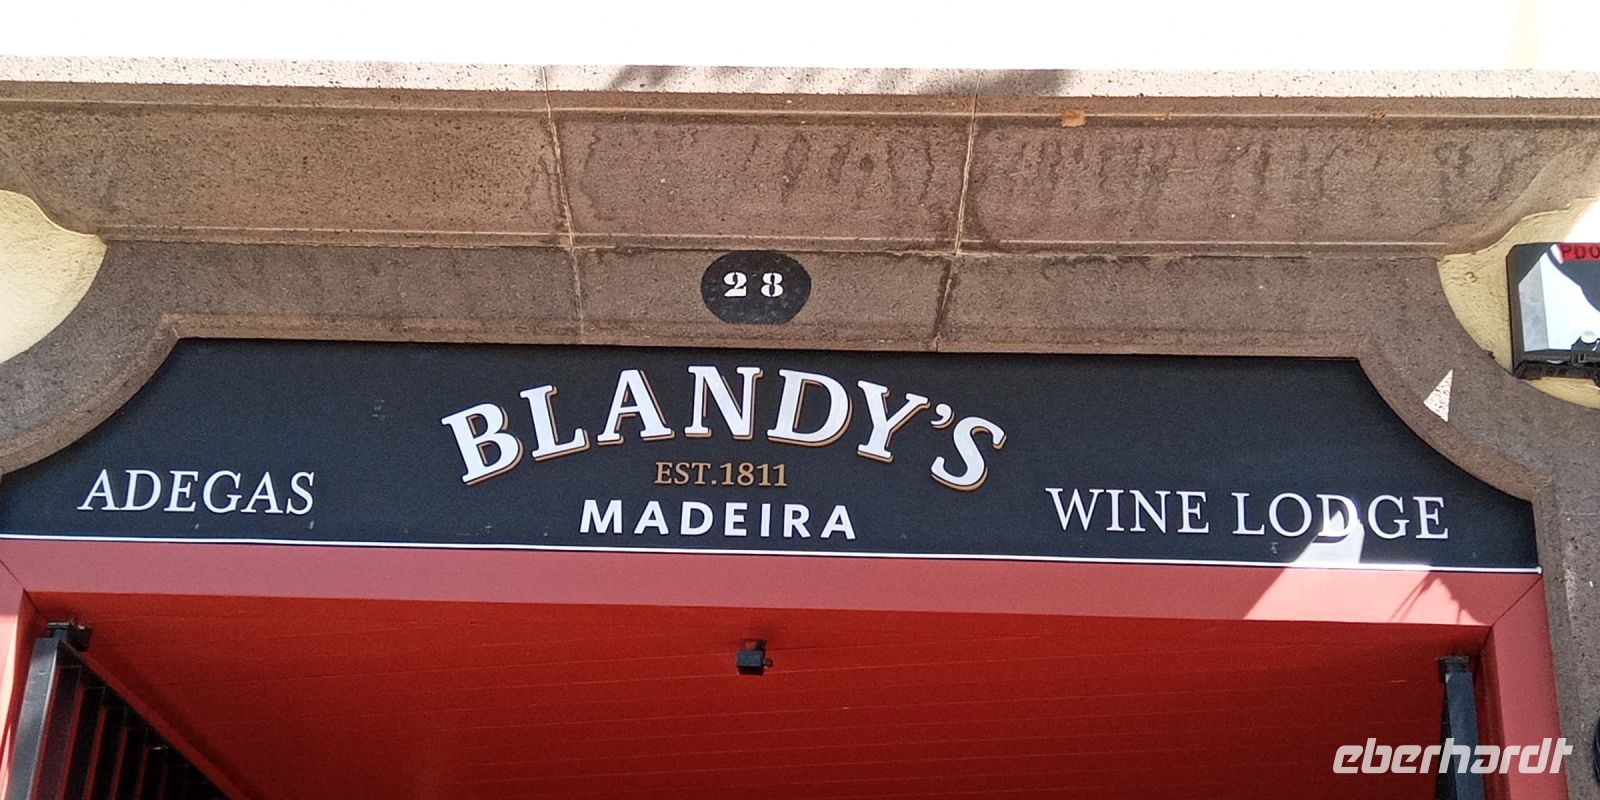 28
BLANDY'S
EST.1811
MADEIRA
ADEGAS
WINE LODGE
eberhardt